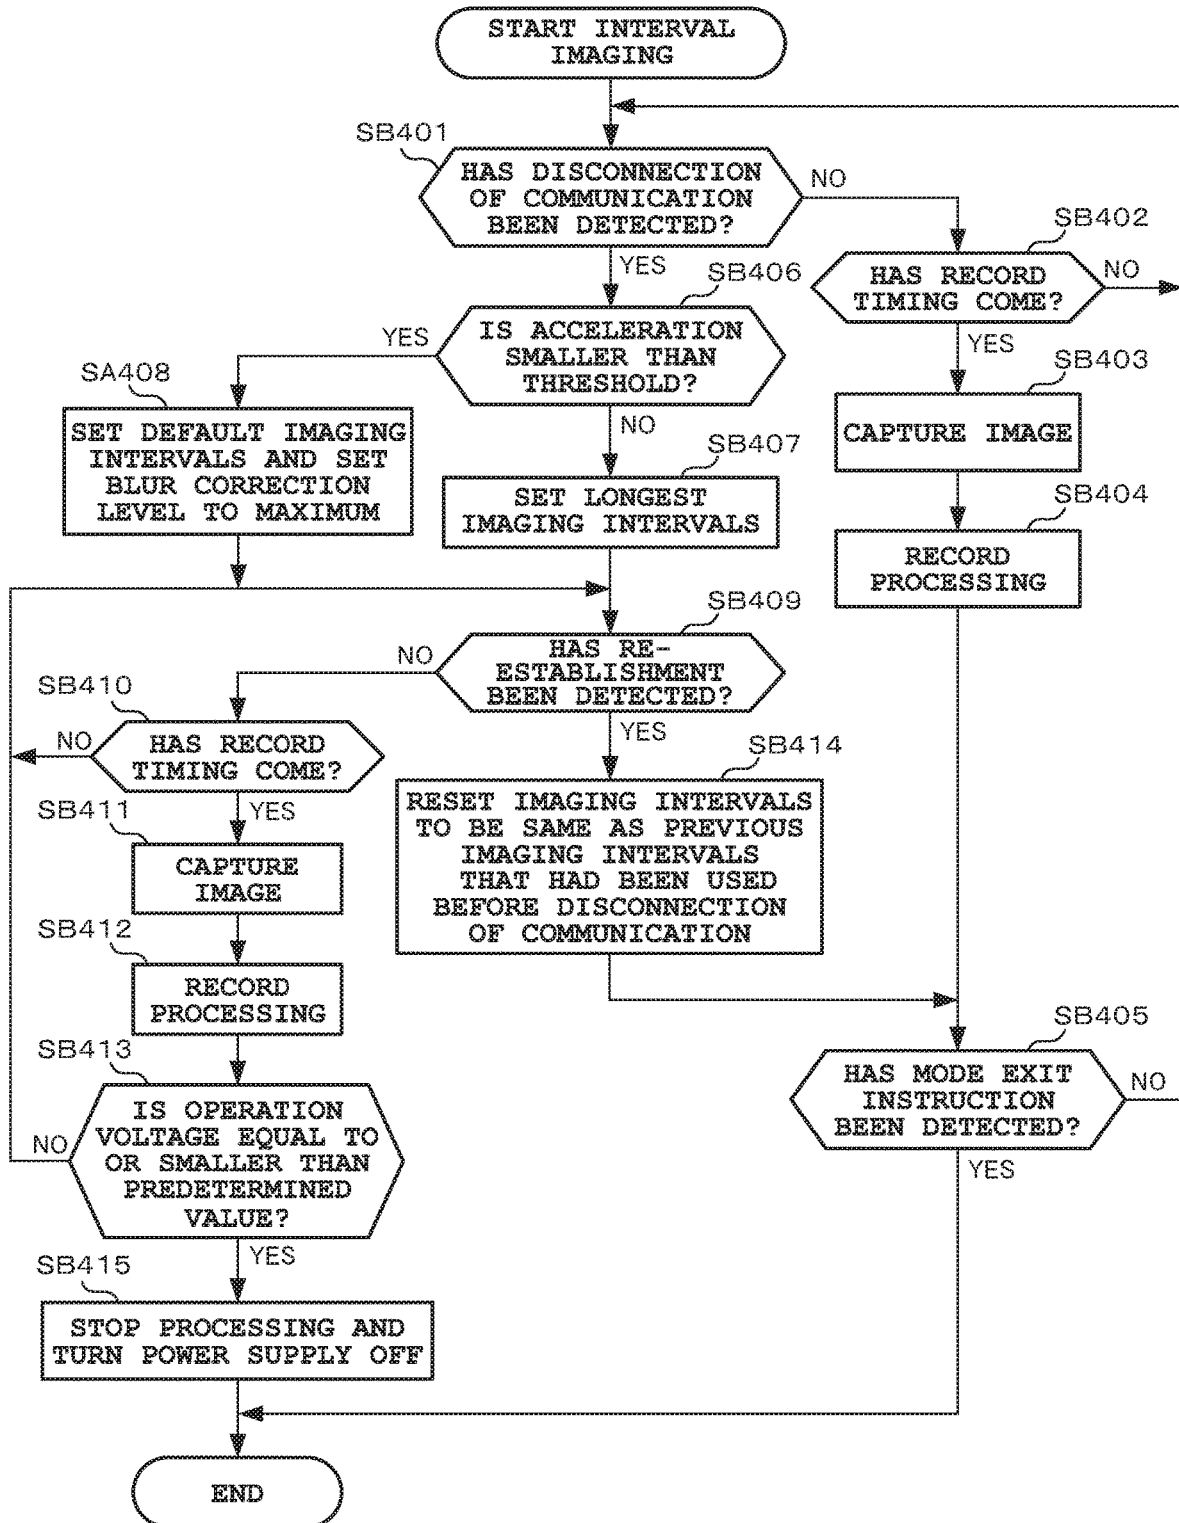 START INTERVAL
IMAGING
SB401
HAS DISCONNECTION
OF COMMUNICATION
BEEN DETECTED?
NO
YES
SB402
HAS RECORD
TIMING COME?
NO
YES
SB403
CAPTURE IMAGE
SB404
RECORD
PROCESSING
SB406
IS ACCELERATION
SMALLER THAN
THRESHOLD?
YES
NO
SA408
SET DEFAULT IMAGING
INTERVALS AND SET
BLUR CORRECTION
LEVEL TO MAXIMUM
SB407
SET LONGEST
IMAGING INTERVALS
SB409
HAS RE-
ESTABLISHMENT
BEEN DETECTED?
NO
YES
SB410
HAS RECORD
TIMING COME?
NO
YES
SB411
CAPTURE
IMAGE
SB412
RECORD
PROCESSING
SB413
IS OPERATION
VOLTAGE EQUAL TO
OR SMALLER THAN
PREDETERMINED
VALUE?
NO
YES
SB414
RESET IMAGING INTERVALS
TO BE SAME AS PREVIOUS
IMAGING INTERVALS
THAT HAD BEEN USED
BEFORE DISCONNECTION
OF COMMUNICATION
SB405
HAS MODE EXIT
INSTRUCTION
BEEN DETECTED?
NO
YES
SB415
STOP PROCESSING AND
TURN POWER SUPPLY OFF
END